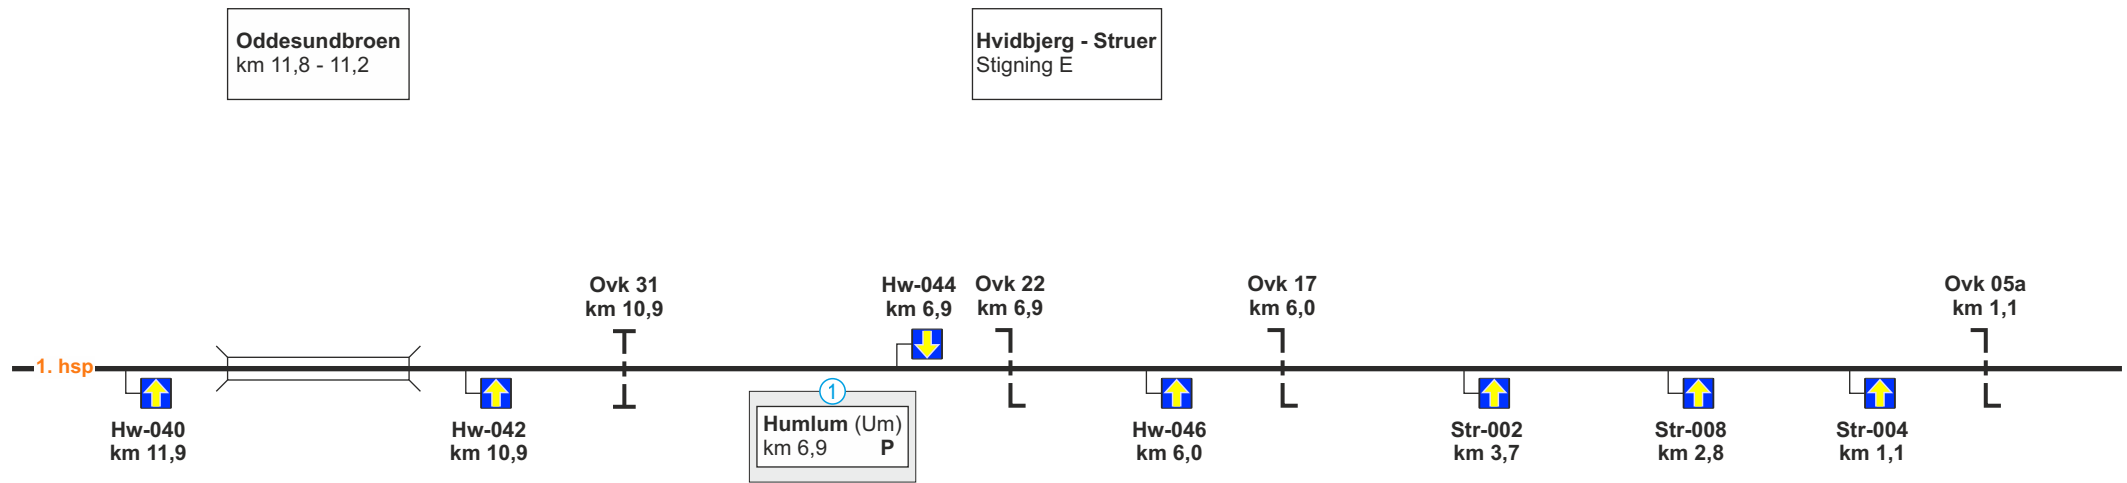 Oddesundbroen
km 11,8 - 11,2
Hvidbjerg - Struer
Stigning E
Ovk 31
km 10,9
Hw-044
km 6,9
Ovk 22
km 6,9
Ovk 17
km 6,0
Ovk 05a
km 1,1
1. hsp
1
Humlum (Um)
km 6,9 P
Hw-040
km 11,9
Hw-042
km 10,9
Hw-046
km 6,0
Str-002
km 3,7
Str-008
km 2,8
Str-004
km 1,1